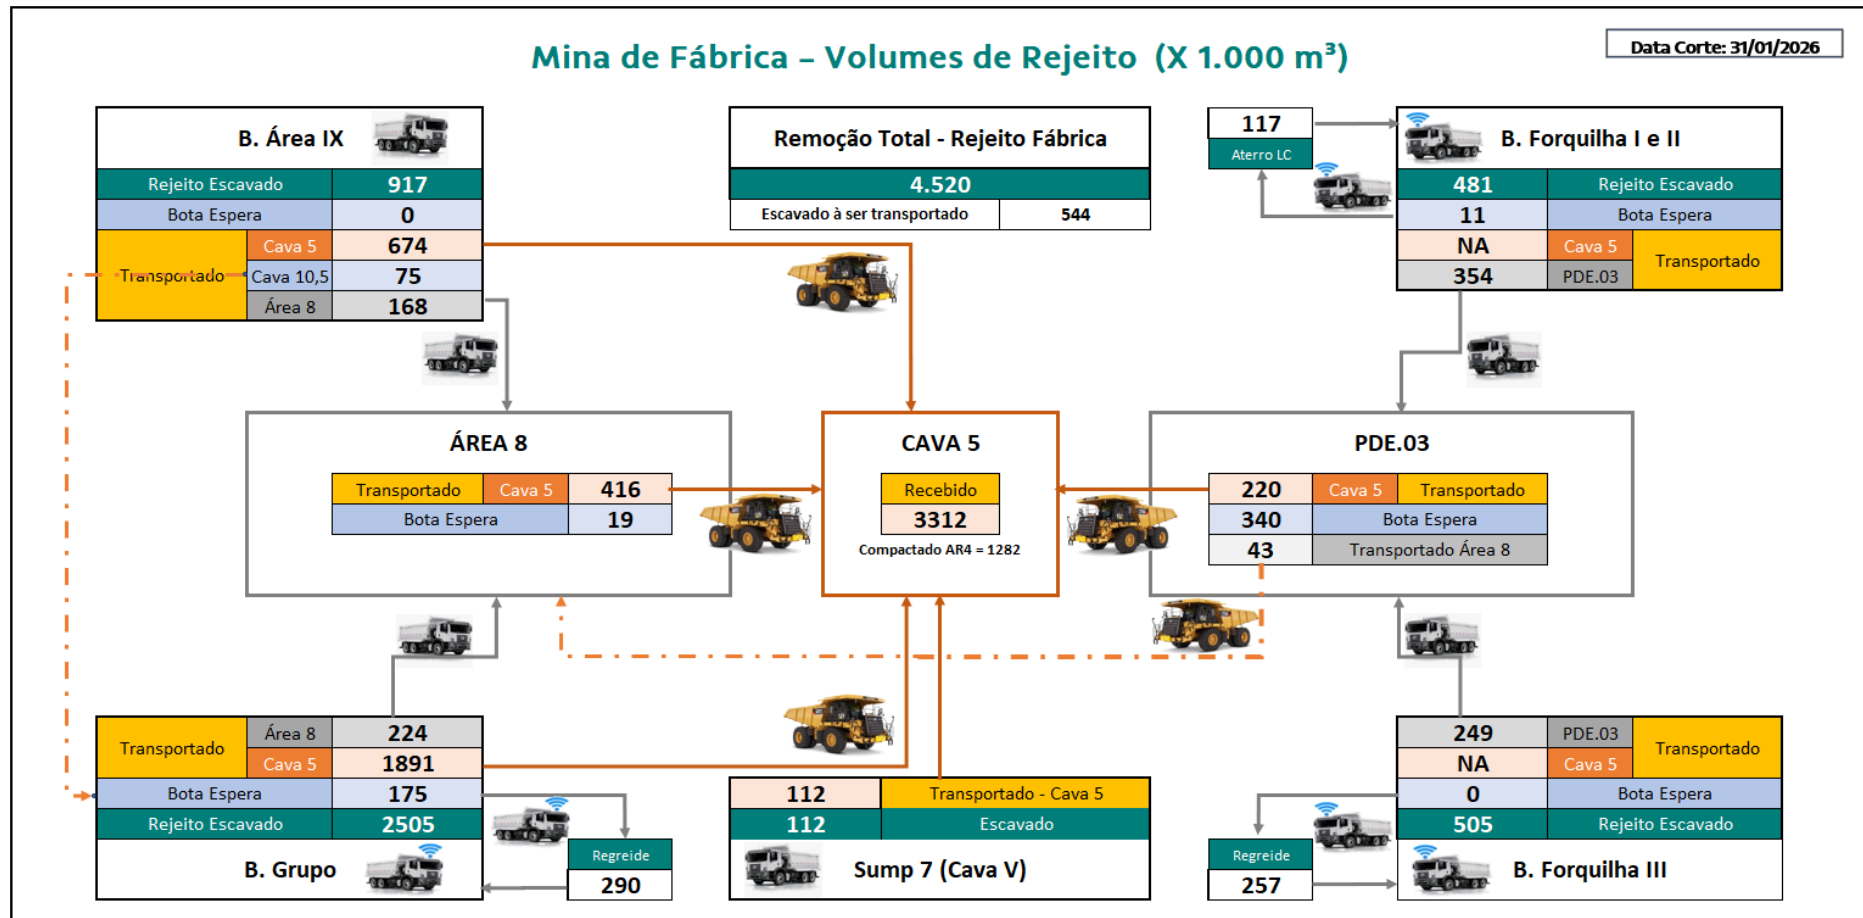 Mina de Fábrica – Volumes de Rejeito (X 1.000 m³)
Data Corte: 31/01/2026
B. Área IX
Rejeito Escavado 917
Bota Espera 0
Transportado
Cava 5 674
Cava 10,5 75
Área 8 168
Remoção Total - Rejeito Fábrica
4.520
Escavado à ser transportado 544
117
Aterro LC
B. Forquilha I e II
481 Rejeito Escavado
11 Bota Espera
NA Cava 5
354 PDE.03
Transportado
ÁREA 8
Transportado Cava 5 416
Bota Espera 19
CAVA 5
Recebido
3312
Compactado AR4 = 1282
PDE.03
220 Cava 5 Transportado
340 Bota Espera
43 Transportado Área 8
Transportado
Área 8 224
Cava 5 1891
Bota Espera 175
Rejeito Escavado 2505
B. Grupo
Regreide
290
112 Transportado - Cava 5
112 Escavado
Sump 7 (Cava V)
249 PDE.03
NA Cava 5
Transportado
0 Bota Espera
505 Rejeito Escavado
B. Forquilha III
Regreide
257